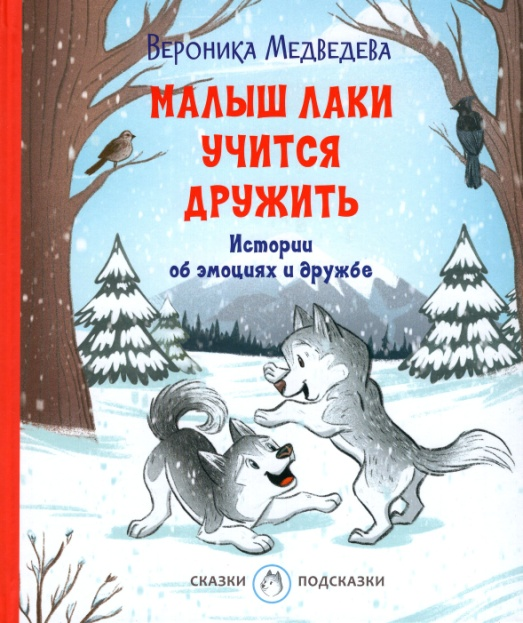 Вероника Медведева
Малыш Лаки
учится
дружить
Истории
об эмоциях и дружбе
Сказки Подсказки